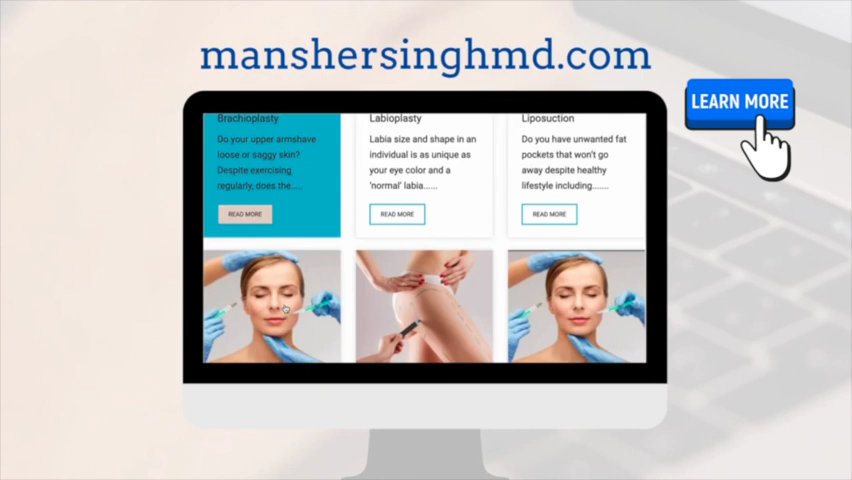 manshersinghmd.com
LEARN MORE
Brachioplasty
Do your upper armshave
loose or saggy skin?
Despite exercising
regularly, does the.....
READ MORE
Labioplasty
Labia size and shape in an
individual is as unique as
your eye color and a
'normal' labia......
READ MORE
Liposuction
Do you have unwanted fat
pockets that won't go
away despite healthy
lifestyle including.......
READ MORE